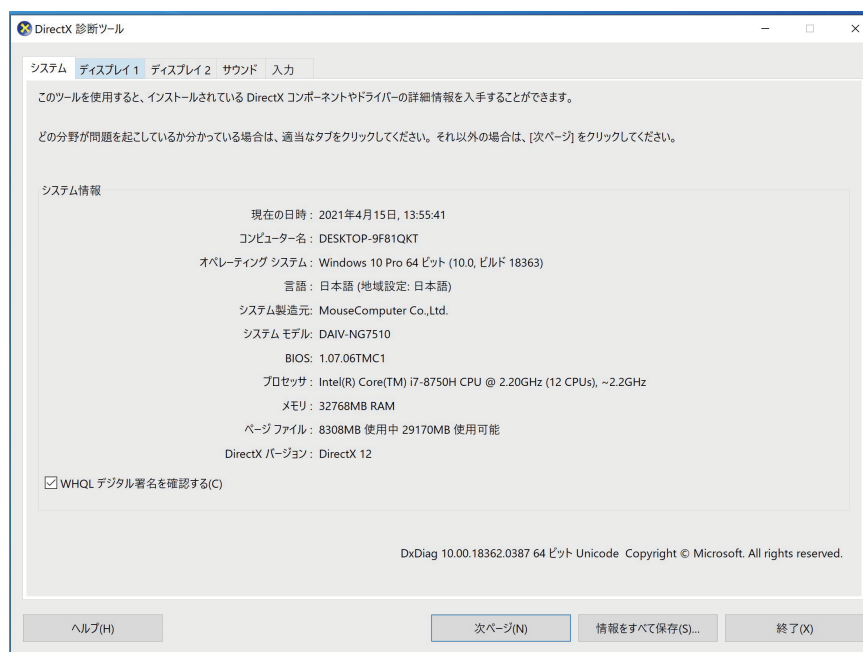 DirectX 診断ツール
システム ディスプレイ 1 ディスプレイ 2 サウンド 入力
このツールを使用すると、インストールされている DirectX コンポーネントやドライバーの詳細情報を入手することができます。
どの分野が問題を起こしているか分かっている場合は、適当なタブをクリックしてください。それ以外の場合は、[次ページ] をクリックしてください。
システム情報
現在の日時 : 2021年4月15日, 13:55:41
コンピューター名 : DESKTOP-9F81QKT
オペレーティング システム : Windows 10 Pro 64 ビット (10.0, ビルド 18363)
言語 : 日本語 (地域設定: 日本語)
システム製造元: MouseComputer Co.,Ltd.
システム モデル: DAIV-NG7510
BIOS: 1.07.06TMC1
プロセッサ : Intel(R) Core(TM) i7-8750H CPU @ 2.20GHz (12 CPUs), ~2.2GHz
メモリ : 32768MB RAM
ページ ファイル : 8308MB 使用中 29170MB 使用可能
DirectX バージョン : DirectX 12
WHQL デジタル署名を確認する(C)
DxDiag 10.00.18362.0387 64 ビット Unicode Copyright © Microsoft. All rights reserved.
ヘルプ(H) 次ページ(N) 情報をすべて保存(S)... 終了(X)